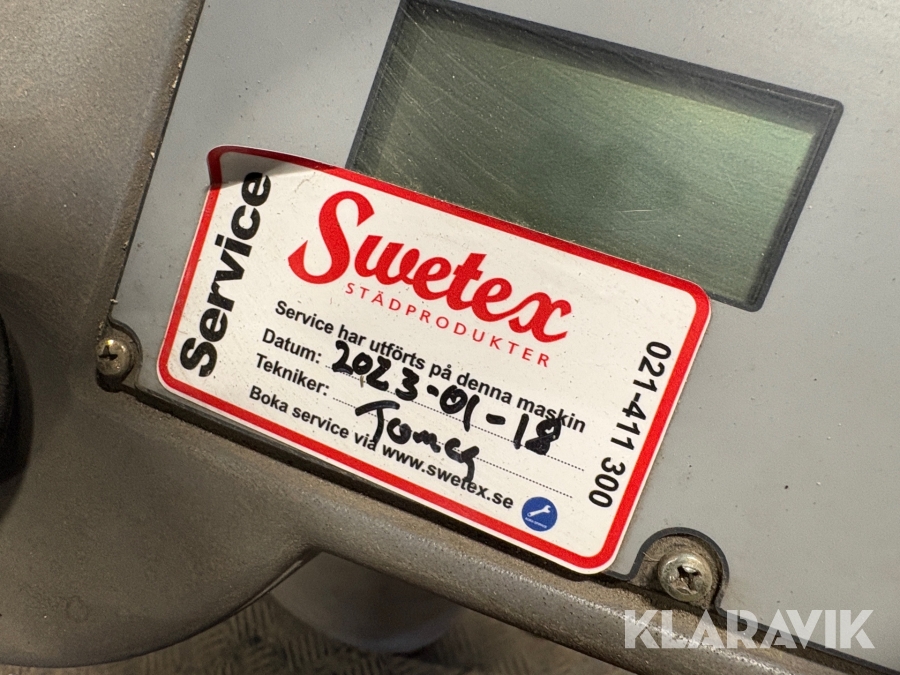 Service
Swetex
STÄDPRODUKTER
Service har utförts på denna maskin
Datum: 2023-01-18
Tekniker: Tomey
Boka service via www.swetex.se
021-411 300
KLARAVIK